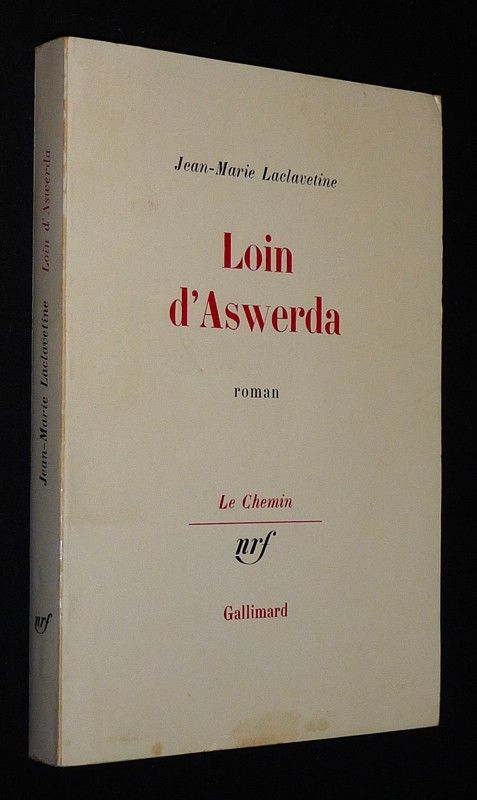 Jean-Marie Laclavetine
Loin
d'Aswerda
roman
Le Chemin
nrf
Gallimard
Jean-Marie Laclavetine Loin d'Aswerda
nrf